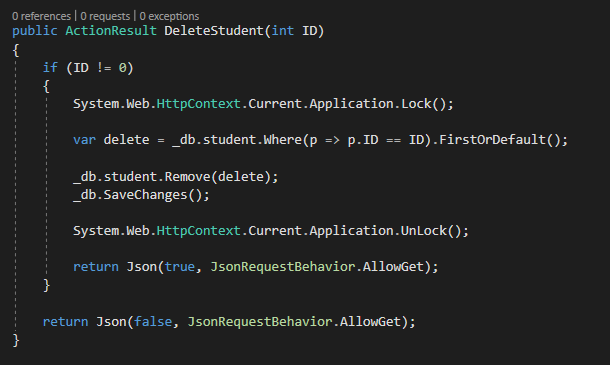 0 references | 0 requests | 0 exceptions
public ActionResult DeleteStudent(int ID)
{
if (ID != 0)
{
System.Web.HttpContext.Current.Application.Lock();
var delete = _db.student.Where(p => p.ID == ID).FirstOrDefault();
_db.student.Remove(delete);
_db.SaveChanges();
System.Web.HttpContext.Current.Application.UnLock();
return Json(true, JsonRequestBehavior.AllowGet);
}
return Json(false, JsonRequestBehavior.AllowGet);
}